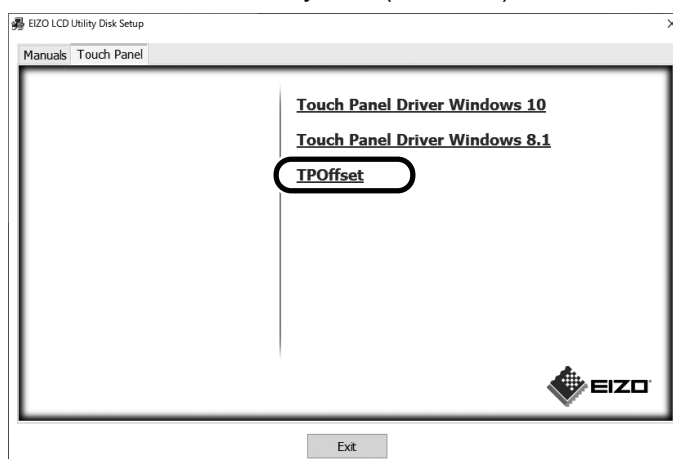 EIZO LCD Utility Disk Setup
Manuals Touch Panel
Touch Panel Driver Windows 10
Touch Panel Driver Windows 8.1
TPOffset
EIZO
Exit